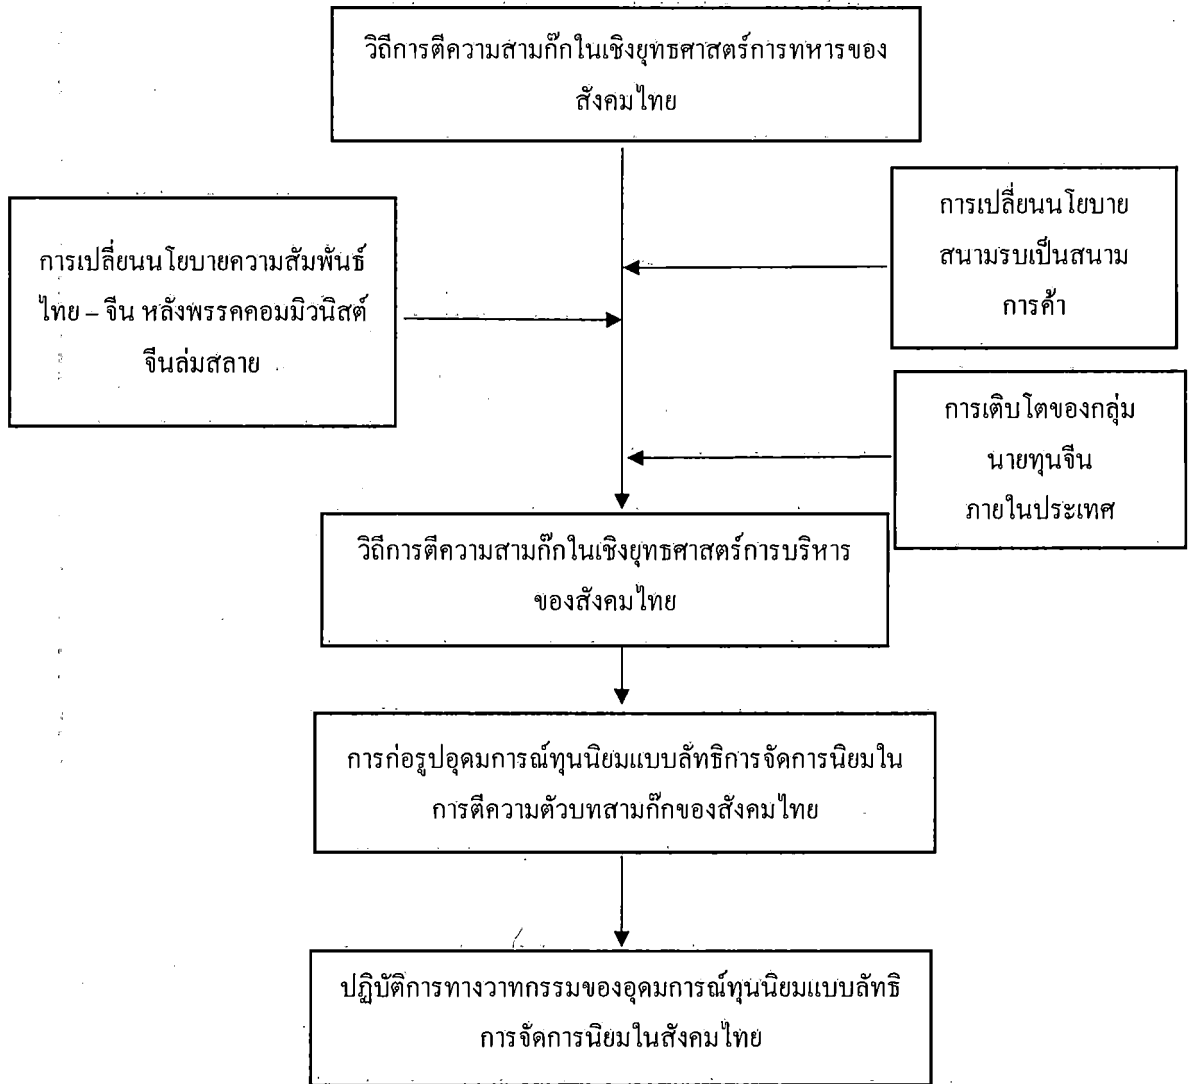 วิถีการตีความสามก๊กในเชิงยุทธศาสตร์การทหารของ
สังคมไทย
การเปลี่ยนนโยบาย
สนามรบเป็นสนาม
การค้า
การเปลี่ยนนโยบายความสัมพันธ์
ไทย – จีน หลังพรรคคอมมิวนิสต์
จีนล่มสลาย
การเติบโตของกลุ่ม
นายทุนจีน
ภายในประเทศ
วิถีการตีความสามก๊กในเชิงยุทธศาสตร์การบริหาร
ของสังคมไทย
การก่อรูปอุดมการณ์ทุนนิยมแบบลัทธิการจัดการนิยมใน
การตีความตัวบทสามก๊กของสังคมไทย
ปฏิบัติการทางวาทกรรมของอุดมการณ์ทุนนิยมแบบลัทธิ
การจัดการนิยมในสังคมไทย